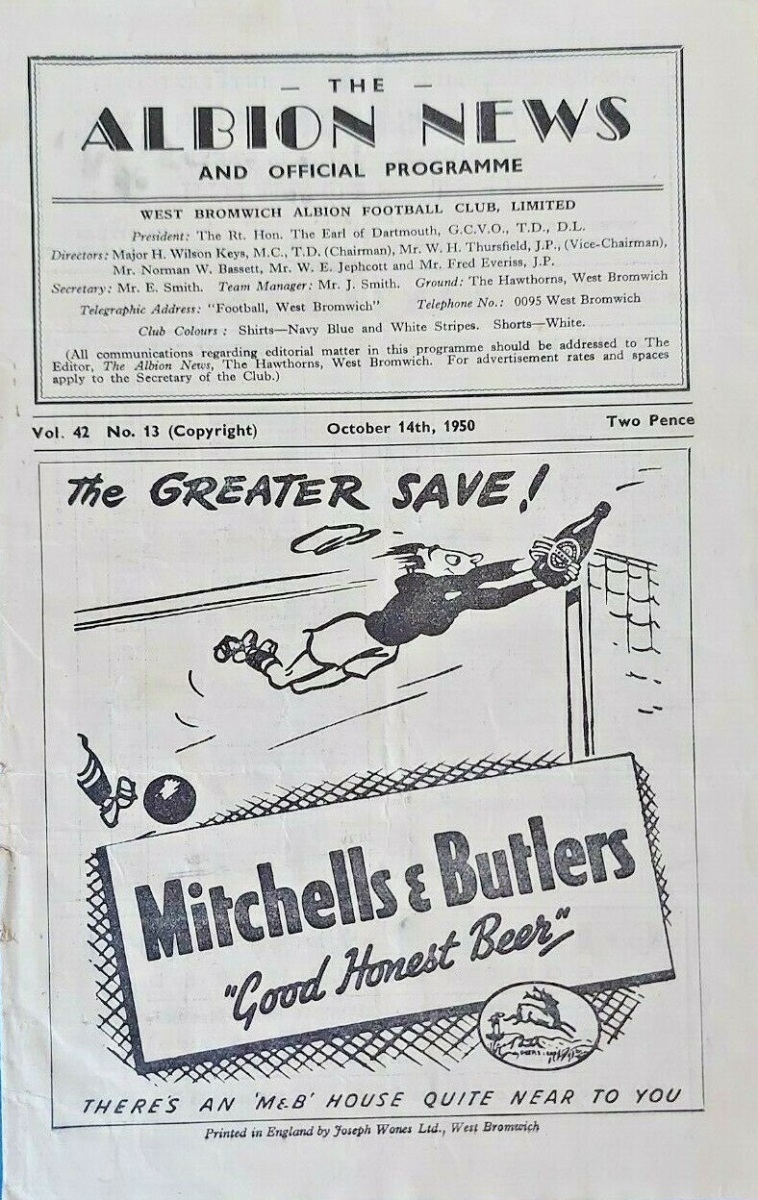 — THE —
ALBION NEWS
AND OFFICIAL PROGRAMME
WEST BROMWICH ALBION FOOTBALL CLUB, LIMITED
President: The Rt. Hon. The Earl of Dartmouth, G.C.V.O., T.D., D.L.
Directors: Major H. Wilson Keys, M.C., T.D. (Chairman), Mr. W. H. Thursfield, J.P., (Vice-Chairman),
Mr. Norman W. Bassett, Mr. W. E. Jephcott and Mr. Fred Everiss, J.P.
Secretary: Mr. E. Smith. Team Manager: Mr. J. Smith. Ground: The Hawthorns, West Bromwich
Telegraphic Address: "Football, West Bromwich" Telephone No.: 0095 West Bromwich
Club Colours: Shirts—Navy Blue and White Stripes. Shorts—White.
(All communications regarding editorial matter in this programme should be addressed to The
Editor, The Albion News, The Hawthorns, West Bromwich. For advertisement rates and spaces
apply to the Secretary of the Club.)
Vol. 42 No. 13 (Copyright) October 14th, 1950 Two Pence
The GREATER SAVE!
Mitchells & Butlers
"Good Honest Beer"
THERE'S AN 'M&B' HOUSE QUITE NEAR TO YOU
Printed in England by Joseph Wones Ltd., West Bromwich